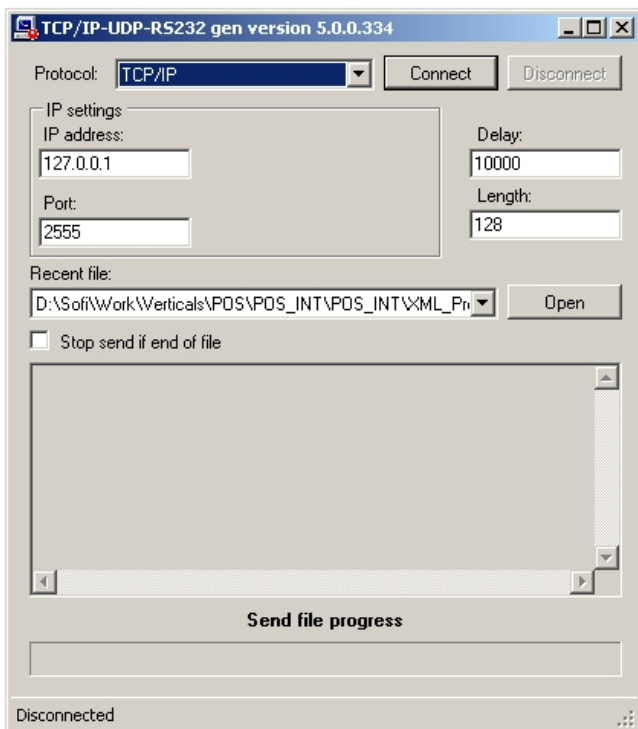 TCP/IP-UDP-RS232 gen version 5.0.0.334
Protocol: TCP/IP Connect Disconnect
IP settings
IP address:
127.0.0.1
Port:
2555
Delay:
10000
Length:
128
Recent file:
D:\Sofi\Work\Verticals\POS\POS_INT\POS_INT\XML_Pr Open
Stop send if end of file
Send file progress
Disconnected